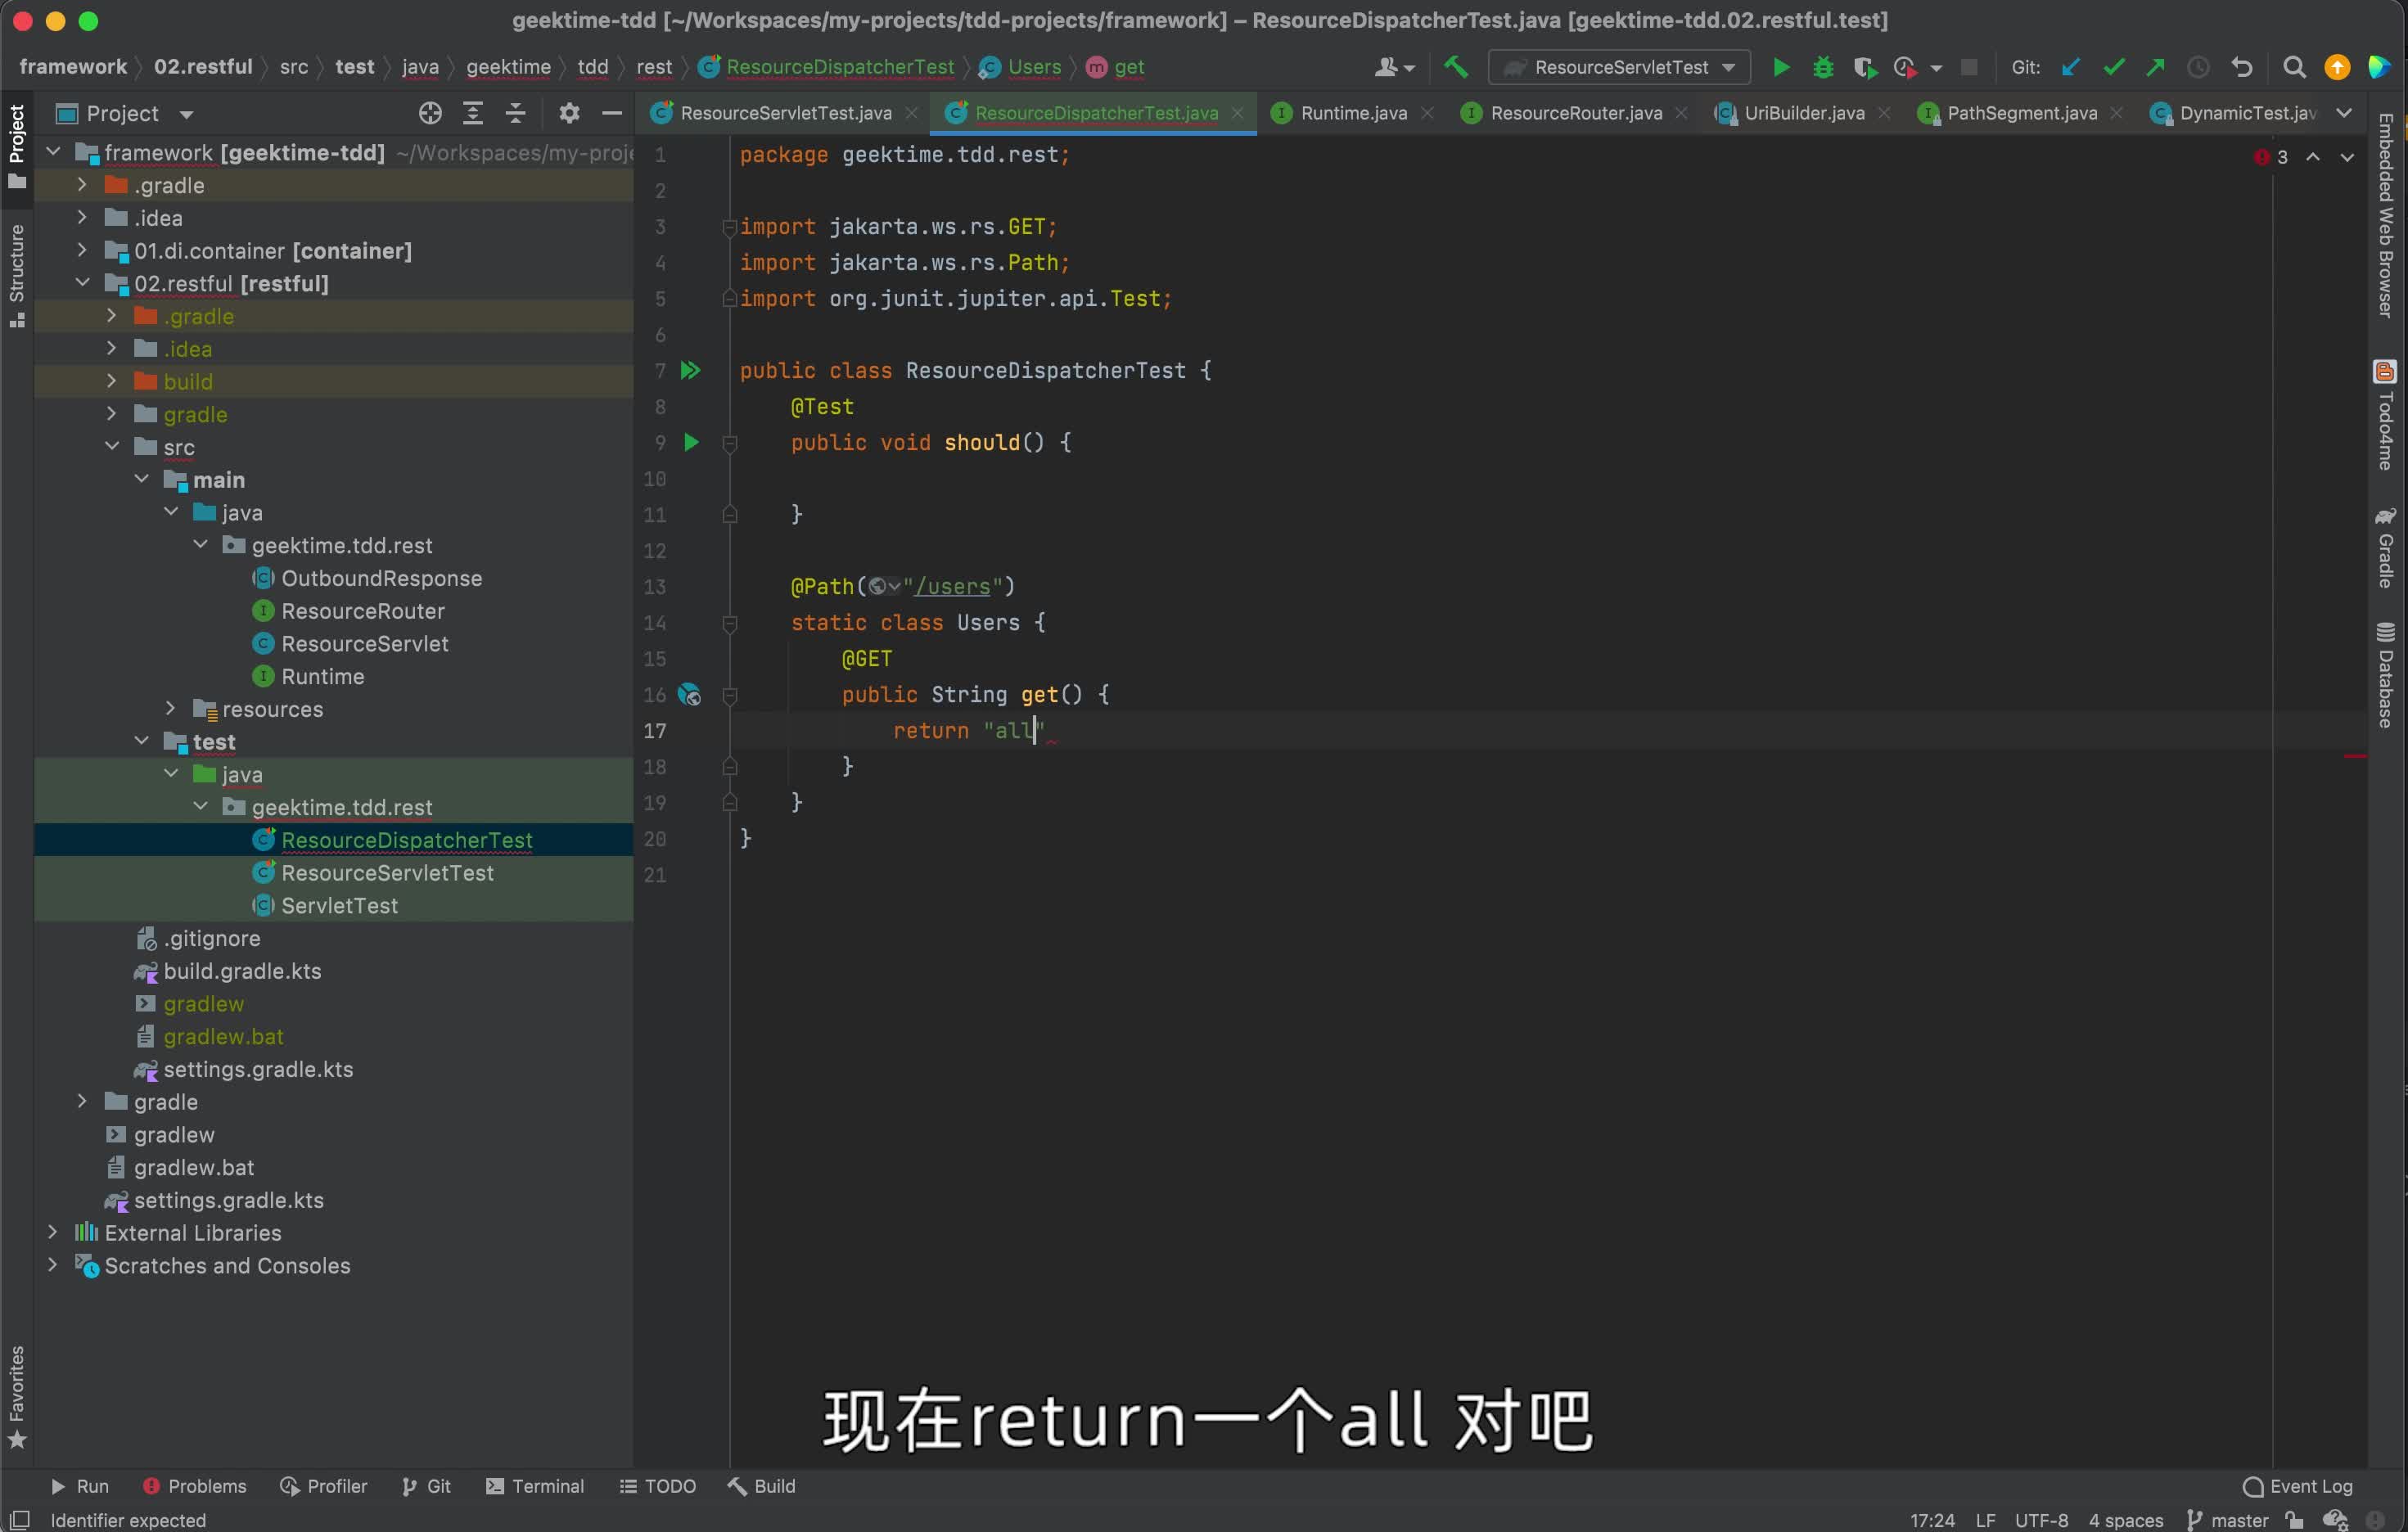 geektime-tdd [~/Workspaces/my-projects/tdd-projects/framework] – ResourceDispatcherTest.java [geektime-tdd.02.restful.test]
framework 02.restful src test java geektime tdd rest ResourceDispatcherTest Users get ResourceServletTest Git:
Project ResourceServletTest.java ResourceDispatcherTest.java Runtime.java ResourceRouter.java UriBuilder.java PathSegment.java DynamicTest.jav
Project
Structure
Favorites
framework [geektime-tdd] ~/Workspaces/my-proje
.gradle
.idea
01.di.container [container]
02.restful [restful]
.gradle
.idea
build
gradle
src
main
java
geektime.tdd.rest
OutboundResponse
ResourceRouter
ResourceServlet
Runtime
resources
test
java
geektime.tdd.rest
ResourceDispatcherTest
ResourceServletTest
ServletTest
.gitignore
build.gradle.kts
gradlew
gradlew.bat
settings.gradle.kts
gradle
gradlew
gradlew.bat
settings.gradle.kts
External Libraries
Scratches and Consoles
3
1 package geektime.tdd.rest;
2
3 import jakarta.ws.rs.GET;
4 import jakarta.ws.rs.Path;
5 import org.junit.jupiter.api.Test;
6
7 public class ResourceDispatcherTest {
8 @Test
9 public void should() {
10
11 }
12
13 @Path("/users")
14 static class Users {
15 @GET
16 public String get() {
17 return "all"
18 }
19 }
20 }
21
Embedded Web Browser
Todo4me
Gradle
Database
现在return一个all 对吧
Run Problems Profiler Git Terminal TODO Build Event Log
Identifier expected 17:24 LF UTF-8 4 spaces master